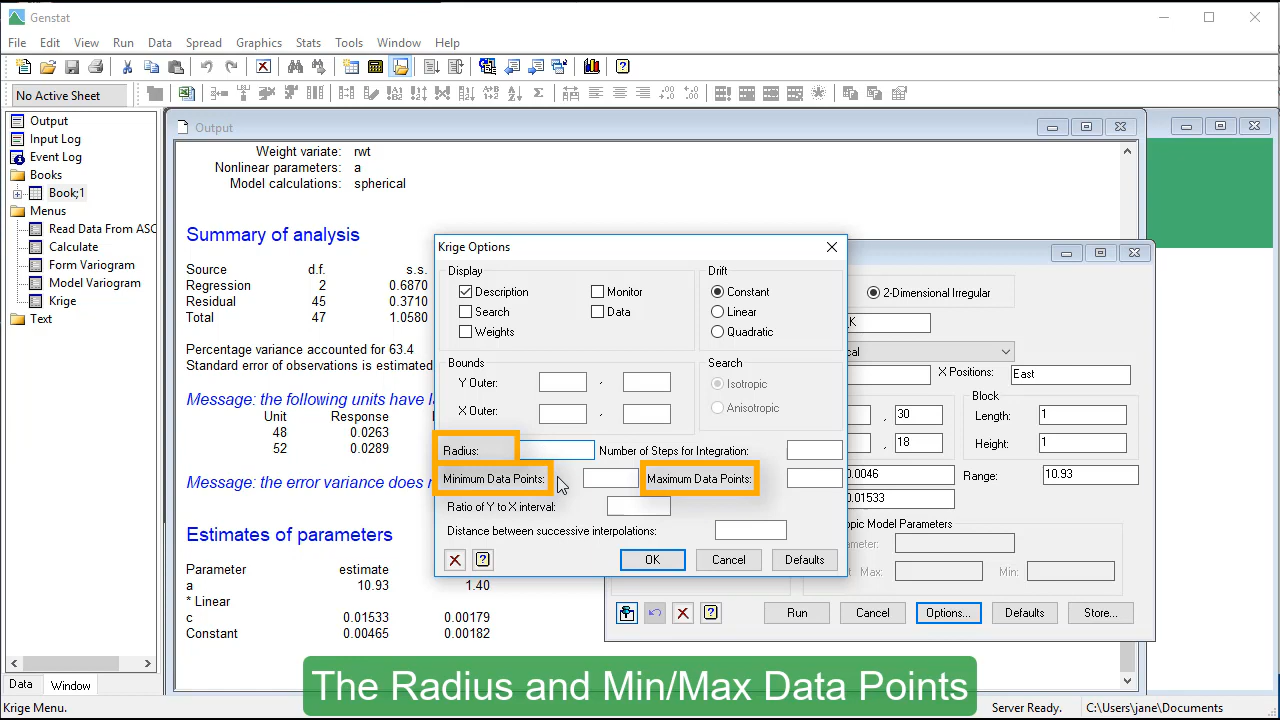 Genstat
File Edit View Run Data Spread Graphics Stats Tools Window Help
No Active Sheet
Output
Input Log
Event Log
Books
Book;1
Menus
Read Data From ASC
Calculate
Form Variogram
Model Variogram
Krige
Text
Data Window
Output
Weight variate: rwt
Nonlinear parameters: a
Model calculations: spherical
Summary of analysis
Source d.f. s.s.
Regression 2 0.6870
Residual 45 0.3710
Total 47 1.0580
Percentage variance accounted for 63.4
Standard error of observations is estimated
Message: the following units have la
Unit Response
48 0.0263
52 0.0289
Message: the error variance does n
Estimates of parameters
Parameter estimate
a 10.93 1.40
* Linear
c 0.01533 0.00179
Constant 0.00465 0.00182
Krige Options
Display
Description Monitor
Search Data
Weights
Drift
Constant
Linear
Quadratic
Bounds
Y Outer: ,
X Outer: ,
Search
Isotropic
Anisotropic
Radius: Number of Steps for Integration:
Minimum Data Points: Maximum Data Points:
Ratio of Y to X interval:
Distance between successive interpolations:
OK Cancel Defaults
2-Dimensional Irregular
K
cal
X Positions: East
, 30
, 18
Block
Length: 1
Height: 1
0.0046 Range: 10.93
0.01533
opic Model Parameters
rameter:
t Max: Min:
Run Cancel Options... Defaults Store...
The Radius and Min/Max Data Points
Krige Menu. Server Ready. C:\Users\jane\Documents